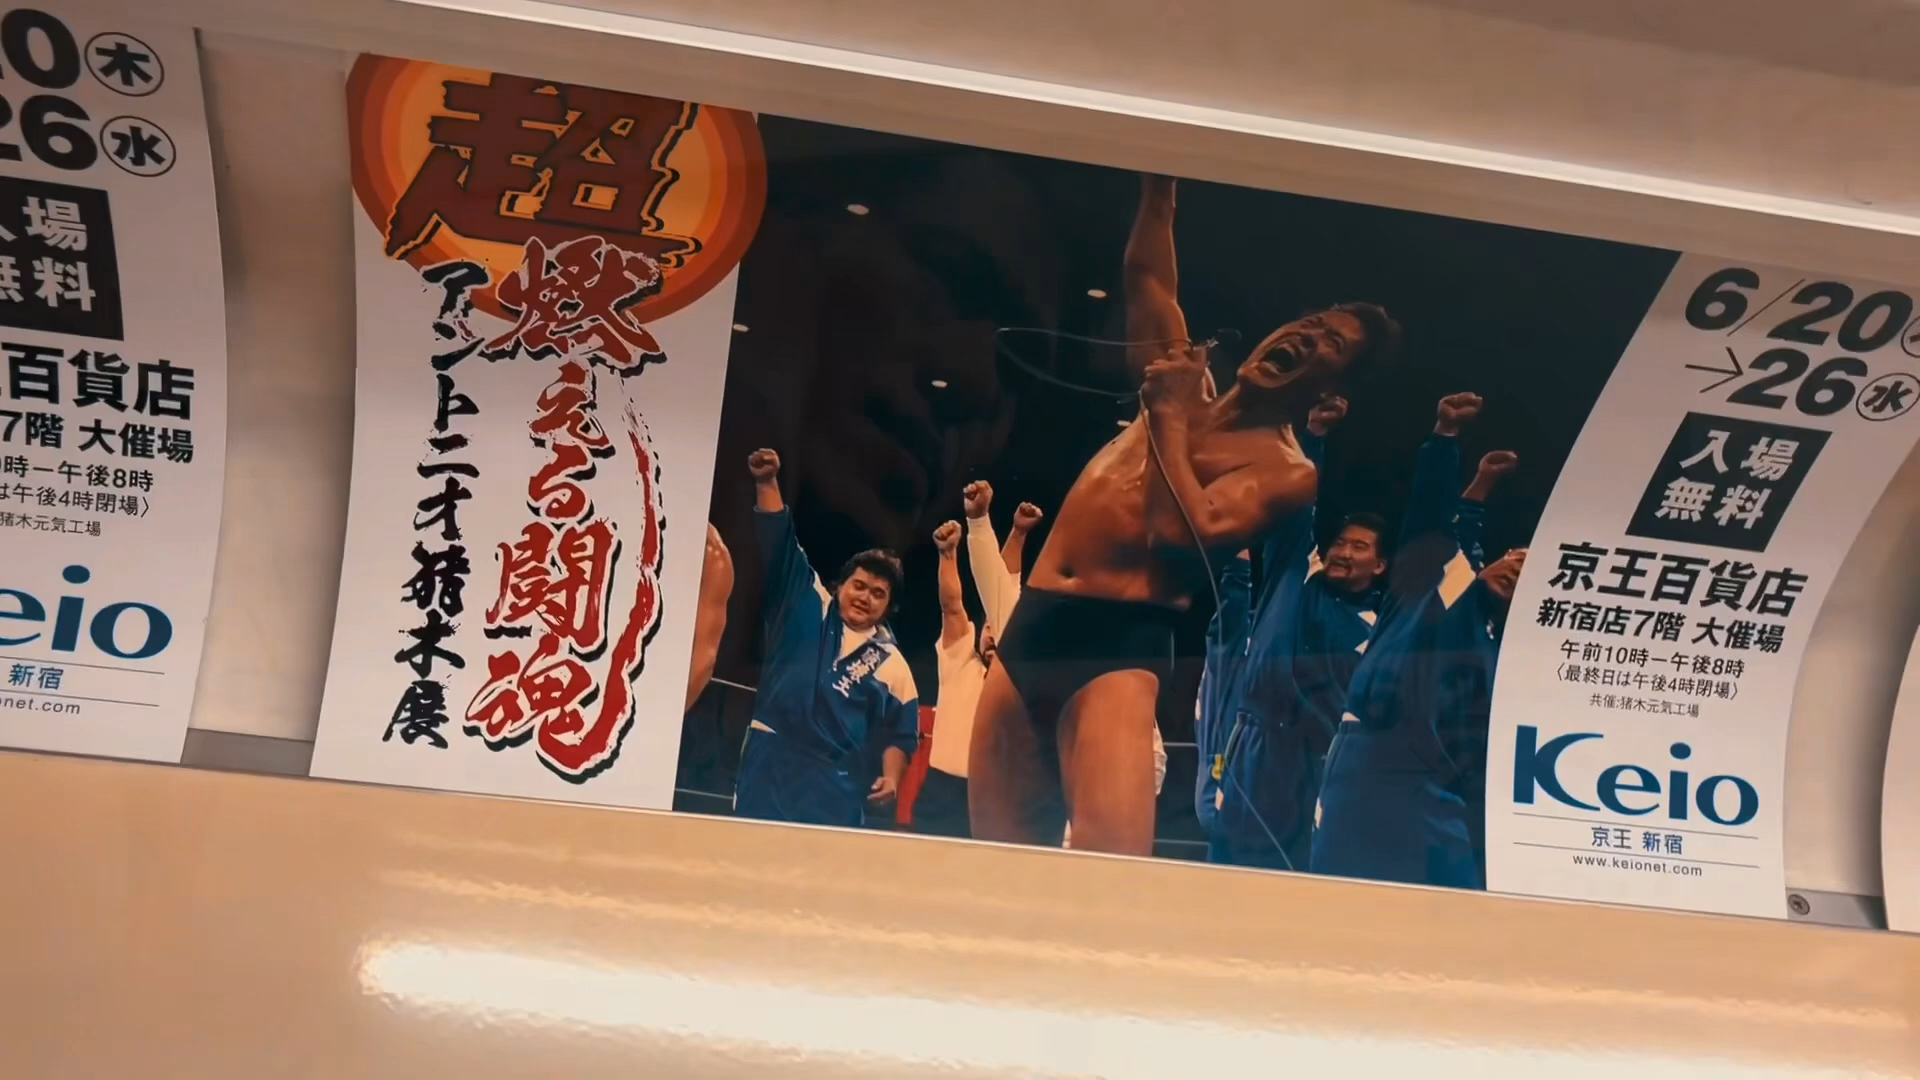 0㊍
26㊌
入場
無料
百貨店
7階 大催場
時ー午後8時
は午後4時閉場〉
猪木元気工場
eio
新宿
onet.com
超
燃える闘魂
アントニオ猪木展
6/20
→26㊌
入場
無料
京王百貨店
新宿店7階 大催場
午前10時ー午後8時
〈最終日は午後4時閉場〉
共催:猪木元気工場
Keio
京王 新宿
www.keionet.com